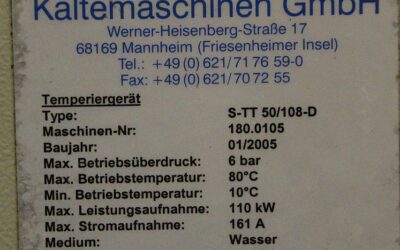 Kältemaschinen GmbH
Werner-Heisenberg-Straße 17
68169 Mannheim (Friesenheimer Insel)
Tel.: +49 (0) 621/71 76 59-0
Fax: +49 (0) 621/70 72 55
Temperiergerät
Type: S-TT 50/108-D
Maschinen-Nr: 180.0105
Baujahr: 01/2005
Max. Betriebsüberdruck: 6 bar
Max. Betriebstemperatur: 80°C
Min. Betriebstemperatur: 10°C
Max. Leistungsaufnahme: 110 kW
Max. Stromaufnahme: 161 A
Medium: Wasser